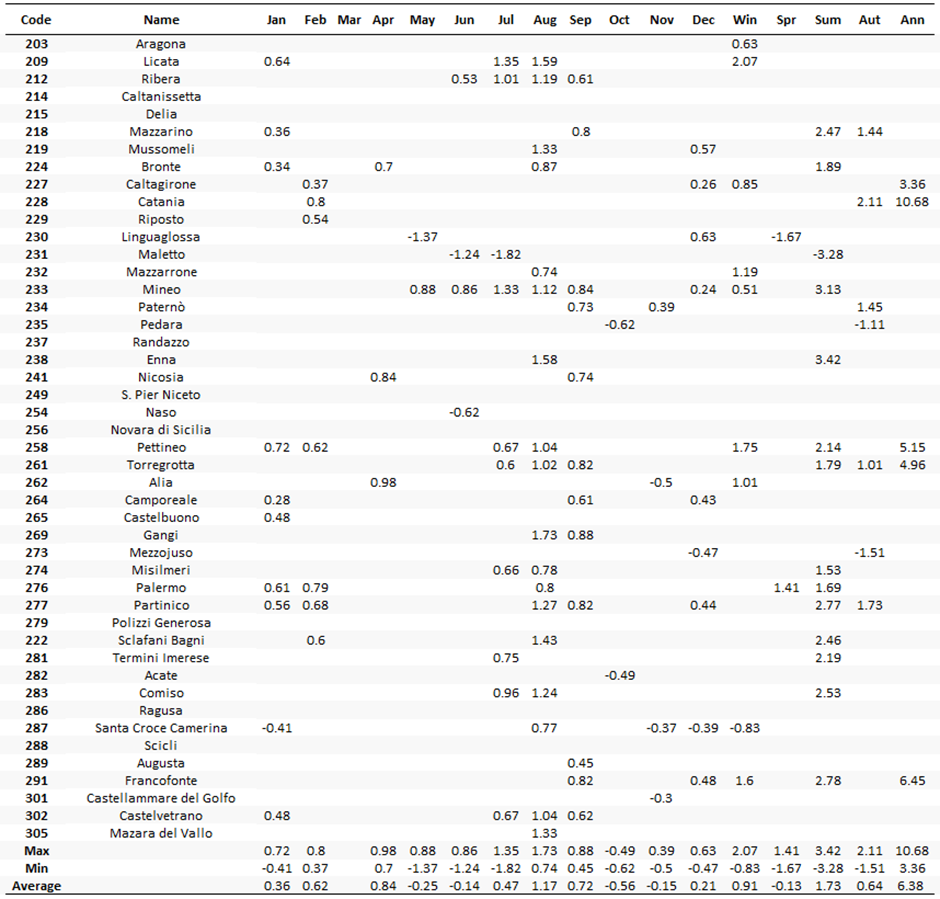 Code Name Jan Feb Mar Apr May Jun Jul Aug Sep Oct Nov Dec Win Spr Sum Aut Ann
203 Aragona 0.63
209 Licata 0.64 1.35 1.59 2.07
212 Ribera 0.53 1.01 1.19 0.61
214 Caltanissetta
215 Delia
218 Mazzarino 0.36 0.8 2.47 1.44
219 Mussomeli 1.33 0.57
224 Bronte 0.34 0.7 0.87 1.89
227 Caltagirone 0.37 0.26 0.85 3.36
228 Catania 0.8 2.11 10.68
229 Riposto 0.54
230 Linguaglossa -1.37 0.63 -1.67
231 Maletto -1.24 -1.82 -3.28
232 Mazzarrone 0.74 1.19
233 Mineo 0.88 0.86 1.33 1.12 0.84 0.24 0.51 3.13
234 Paternò 0.73 0.39 1.45
235 Pedara -0.62 -1.11
237 Randazzo
238 Enna 1.58 3.42
241 Nicosia 0.84 0.74
249 S. Pier Niceto
254 Naso -0.62
256 Novara di Sicilia
258 Pettineo 0.72 0.62 0.67 1.04 1.75 2.14 5.15
261 Torregrotta 0.6 1.02 0.82 1.79 1.01 4.96
262 Alia 0.98 -0.5 1.01
264 Camporeale 0.28 0.61 0.43
265 Castelbuono 0.48
269 Gangi 1.73 0.88
273 Mezzojuso -0.47 -1.51
274 Misilmeri 0.66 0.78 1.53
276 Palermo 0.61 0.79 0.8 1.41 1.69
277 Partinico 0.56 0.68 1.27 0.82 0.44 2.77 1.73
279 Polizzi Generosa
222 Sclafani Bagni 0.6 1.43 2.46
281 Termini Imerese 0.75 2.19
282 Acate -0.49
283 Comiso 0.96 1.24 2.53
286 Ragusa
287 Santa Croce Camerina -0.41 0.77 -0.37 -0.39 -0.83
288 Scicli
289 Augusta 0.45
291 Francofonte 0.82 0.48 1.6 2.78 6.45
301 Castellammare del Golfo -0.3
302 Castelvetrano 0.48 0.67 1.04 0.62
305 Mazara del Vallo 1.33
Max 0.72 0.8 0.98 0.88 0.86 1.35 1.73 0.88 -0.49 0.39 0.63 2.07 1.41 3.42 2.11 10.68
Min -0.41 0.37 0.7 -1.37 -1.24 -1.82 0.74 0.45 -0.62 -0.5 -0.47 -0.83 -1.67 -3.28 -1.51 3.36
Average 0.36 0.62 0.84 -0.25 -0.14 0.47 1.17 0.72 -0.56 -0.15 0.21 0.91 -0.13 1.73 0.64 6.38